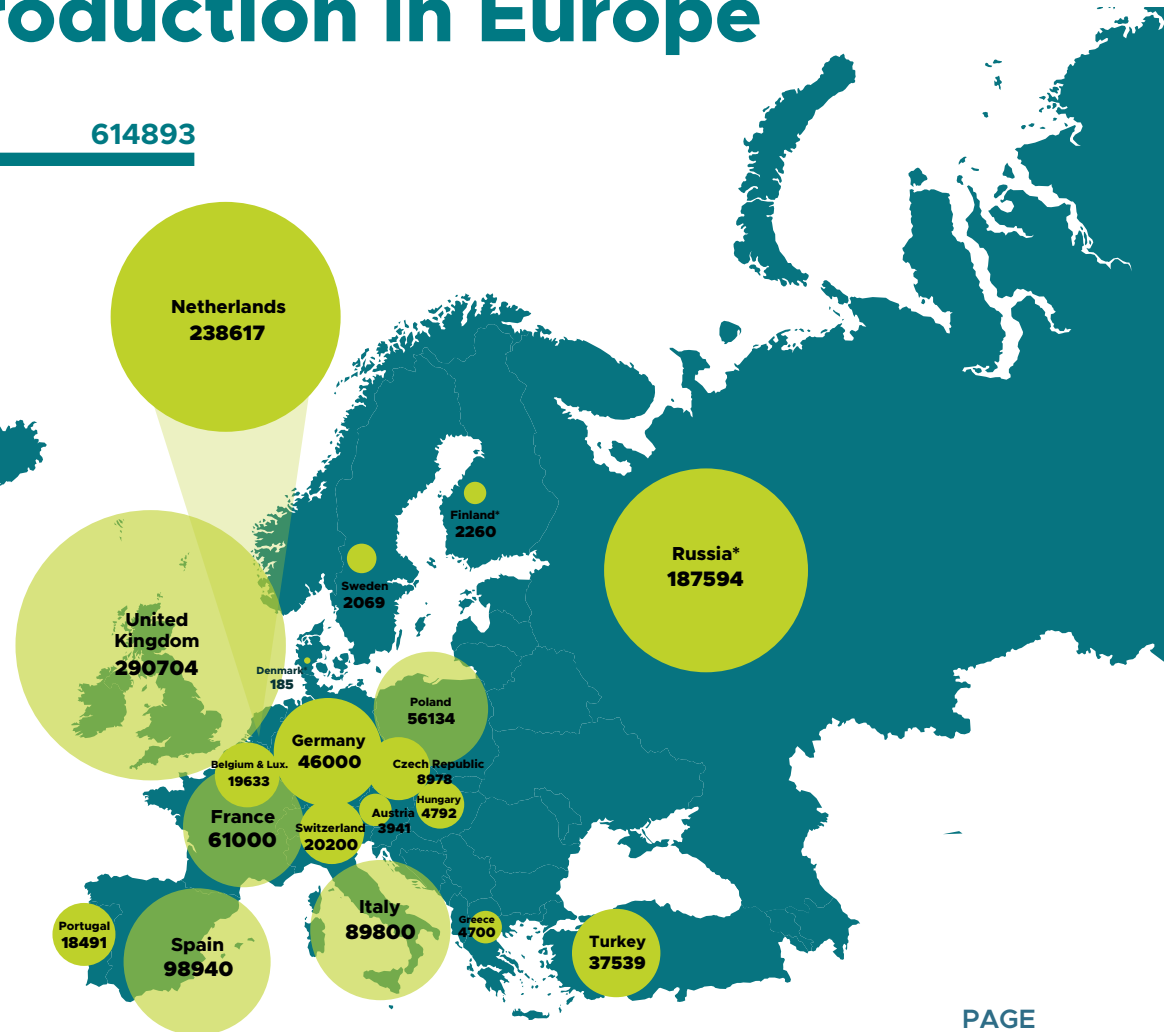 roduction in Europe
614893
Netherlands
238617
Finland*
2260
Russia*
187594
Sweden
2069
United
Kingdom
290704
Denmark*
185
Poland
56134
Germany
46000
Belgium & Lux.
19633
Czech Republic
8978
Hungary
4792
Austria
3941
France
61000
Switzerland
20200
Italy
89800
Greece
4700
Portugal
18491
Spain
98940
Turkey
37539
PAGE